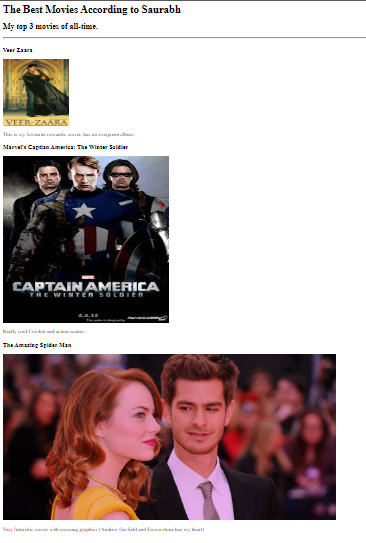 The Best Movies According to Saurabh
My top 3 movies of all-time.
Veer Zaara
VEER-ZAARA
This is my favourite romantic movie, has an evergreen album.
Marvel's Captian America: The Winter Soldier
MARVEL
CAPTAIN AMERICA
THE WINTER SOLDIER
4.4.14
Really cool Combat and action scenes.
The Amazing Spider Man
Very futuristic movie with amazing graphics (Andrew Garfield and Emma stone has my heart).